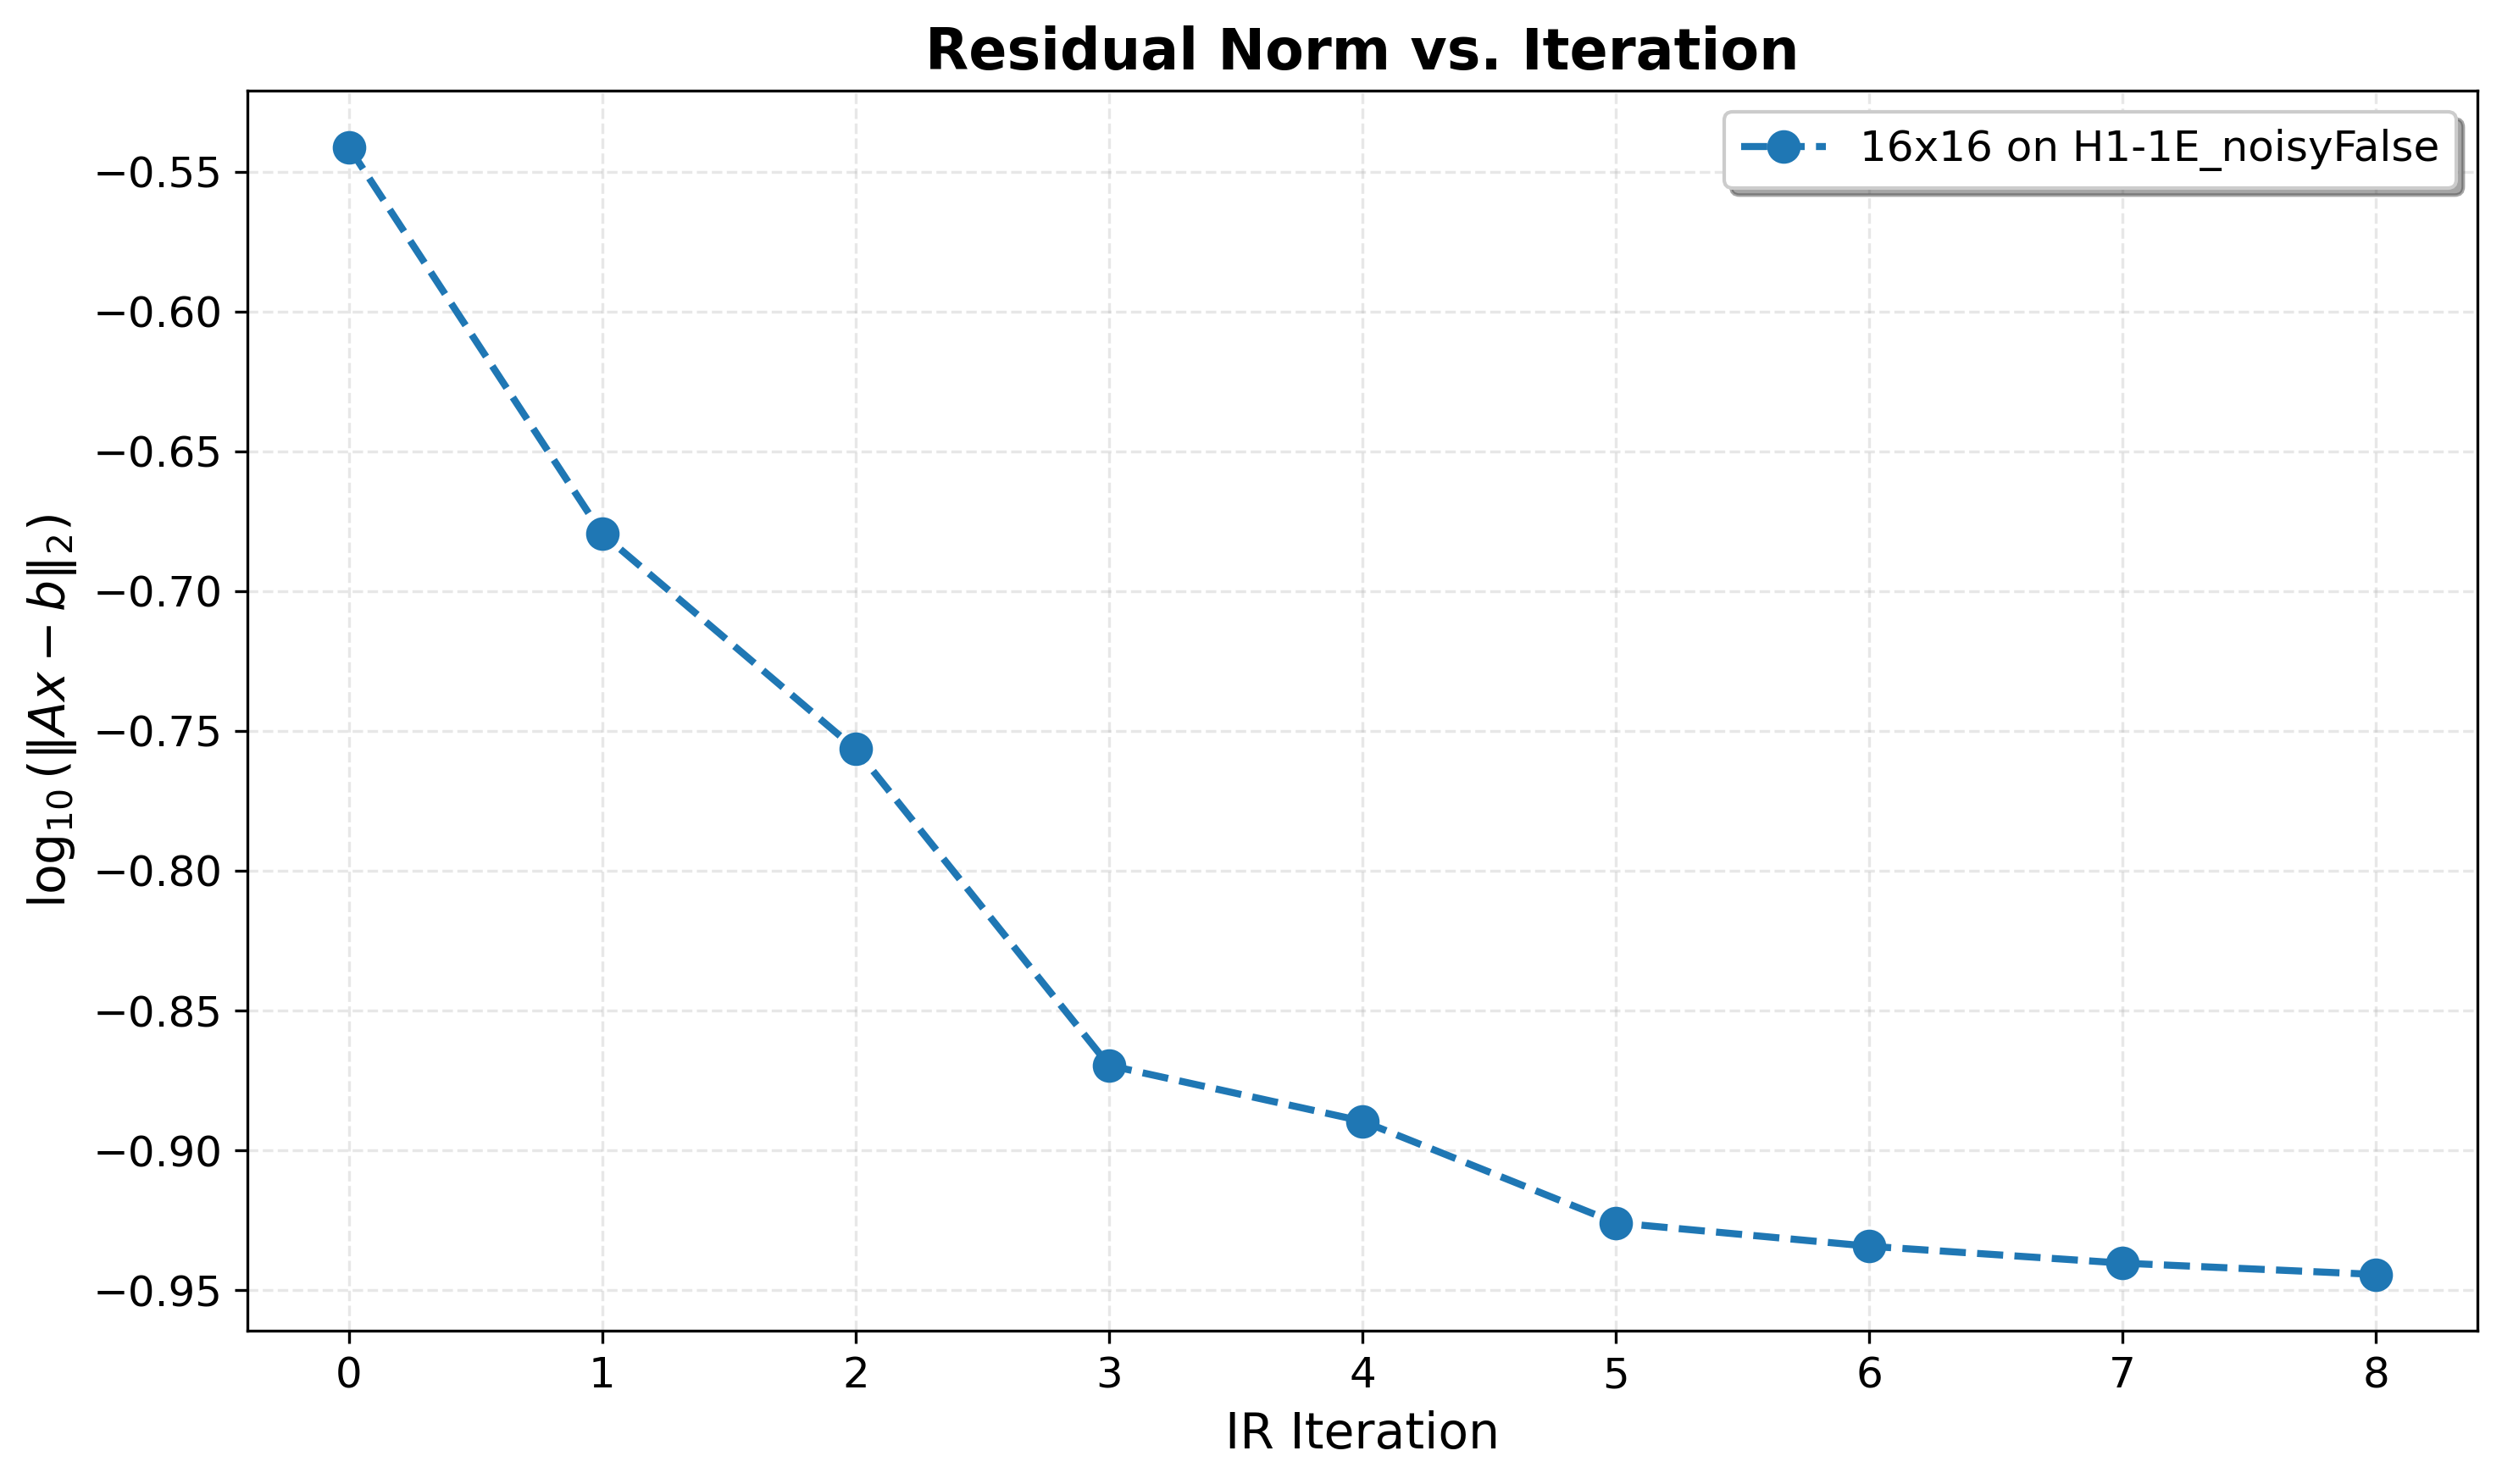 Residual Norm vs. Iteration
16x16 on H1-1E_noisyFalse
log₁₀ (‖Ax − b‖₂)
−0.55
−0.60
−0.65
−0.70
−0.75
−0.80
−0.85
−0.90
−0.95
0 1 2 3 4 5 6 7 8
IR Iteration